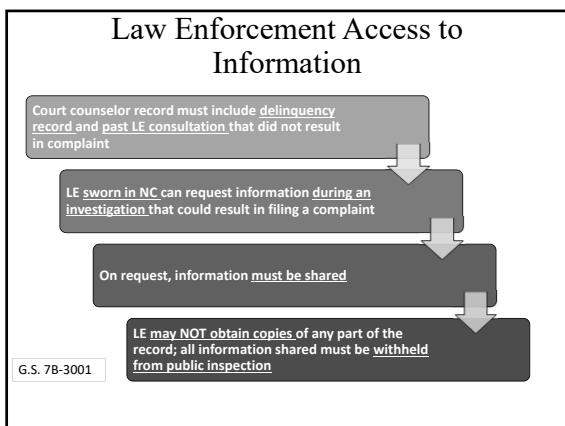 Law Enforcement Access to
Information
Court counselor record must include delinquency
record and past LE consultation that did not result
in complaint
LE sworn in NC can request information during an
investigation that could result in filing a complaint
On request, information must be shared
LE may NOT obtain copies of any part of the
record; all information shared must be withheld
from public inspection
G.S. 7B-3001